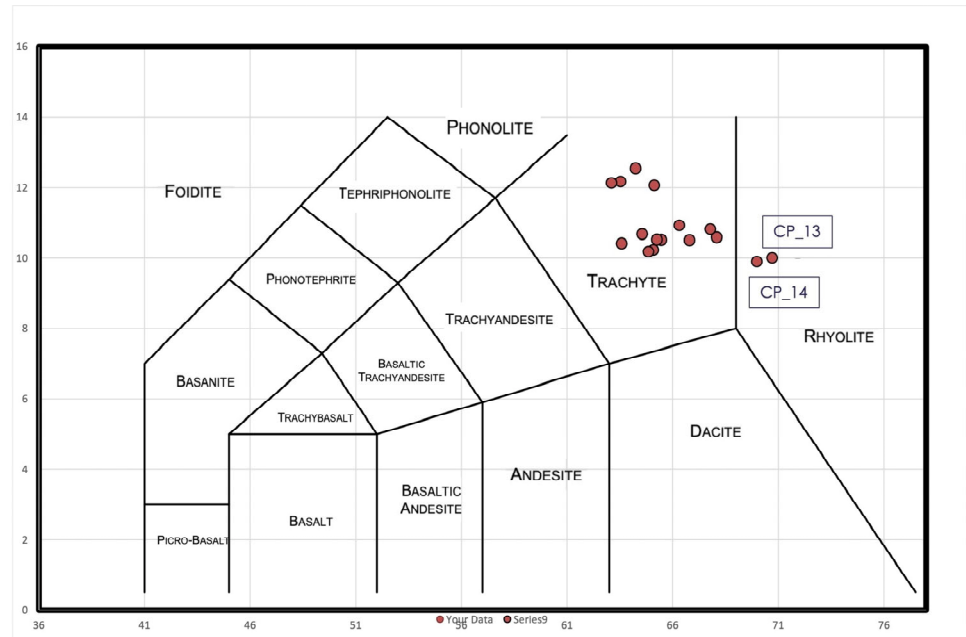 16
14
12
10
8
6
4
2
0
PHONOLITE
FOIDITE
TEPHRIPHONOLITE
CP_13
PHONOTEPHRITE
TRACHYTE
CP_14
TRACHYANDESITE
RHYOLITE
BASALTIC
TRACHYANDESITE
BASANITE
TRACHYBASALT
DACITE
ANDESITE
BASALTIC
ANDESITE
BASALT
PICRO-BASALT
36 41 46 51 56 61 66 71 76
Your Data Series9